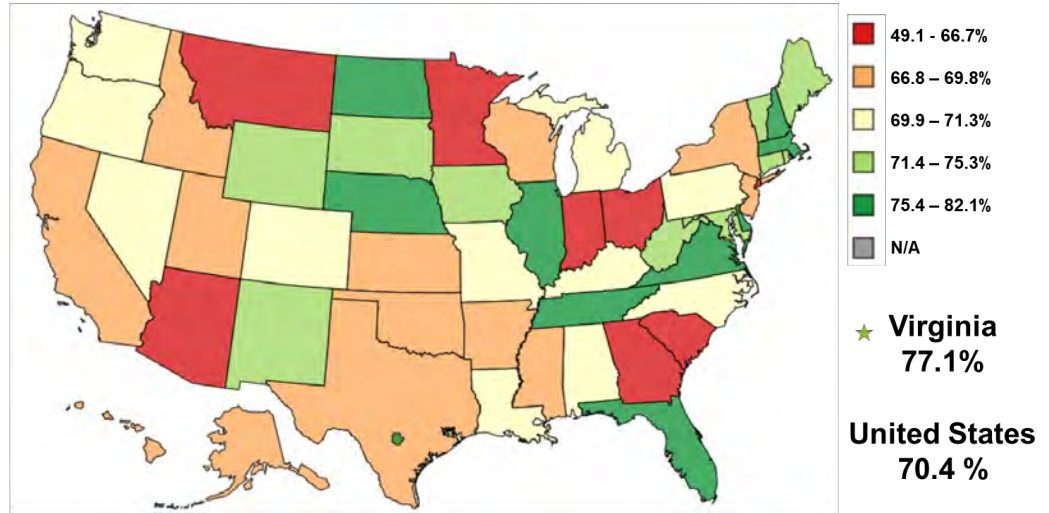 49.1 - 66.7%
66.8 – 69.8%
69.9 – 71.3%
71.4 – 75.3%
75.4 – 82.1%
N/A
Virginia
77.1%
United States
70.4 %